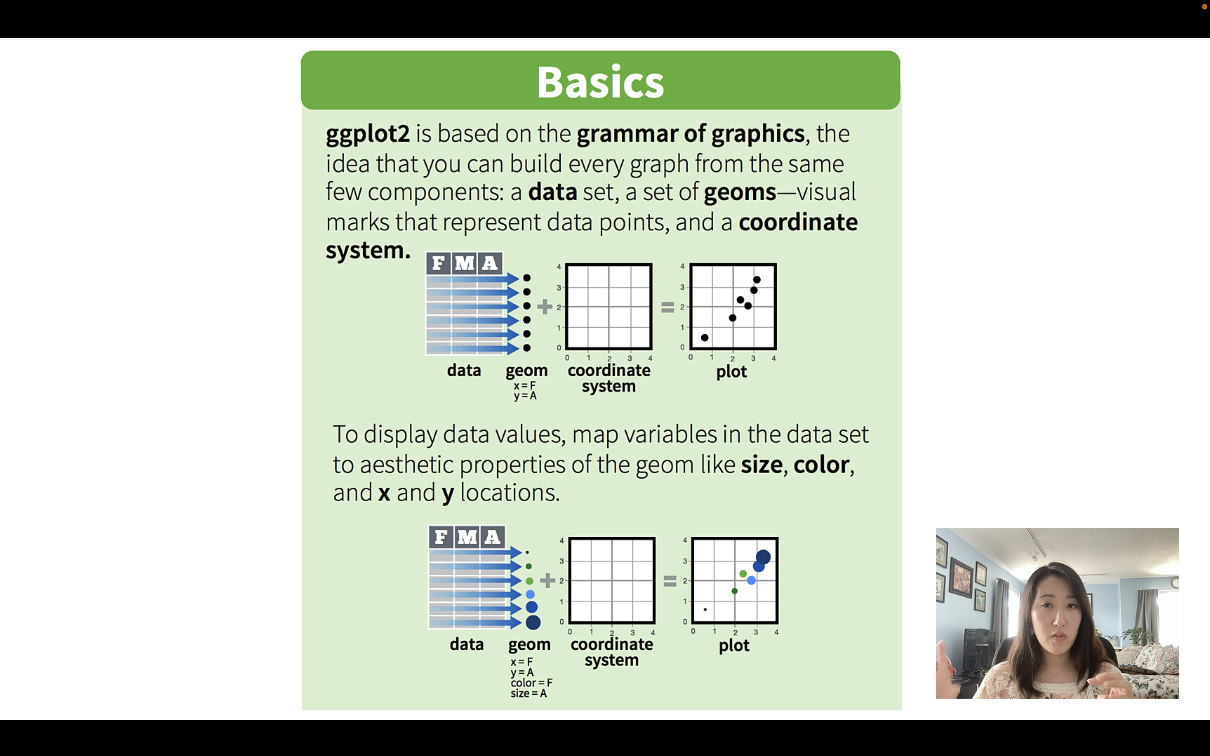 Basics
ggplot2 is based on the grammar of graphics, the
idea that you can build every graph from the same
few components: a data set, a set of geoms—visual
marks that represent data points, and a coordinate
system.
F M A
+
=
4
3
2
1
0
0 1 2 3 4
4
3
2
1
0
0 1 2 3 4
data
geom
x = F
y = A
coordinate
system
plot
To display data values, map variables in the data set
to aesthetic properties of the geom like size, color,
and x and y locations.
F M A
+
=
4
3
2
1
0
0 1 2 3 4
4
3
2
1
0
0 1 2 3 4
data
geom
x = F
y = A
color = F
size = A
coordinate
system
plot